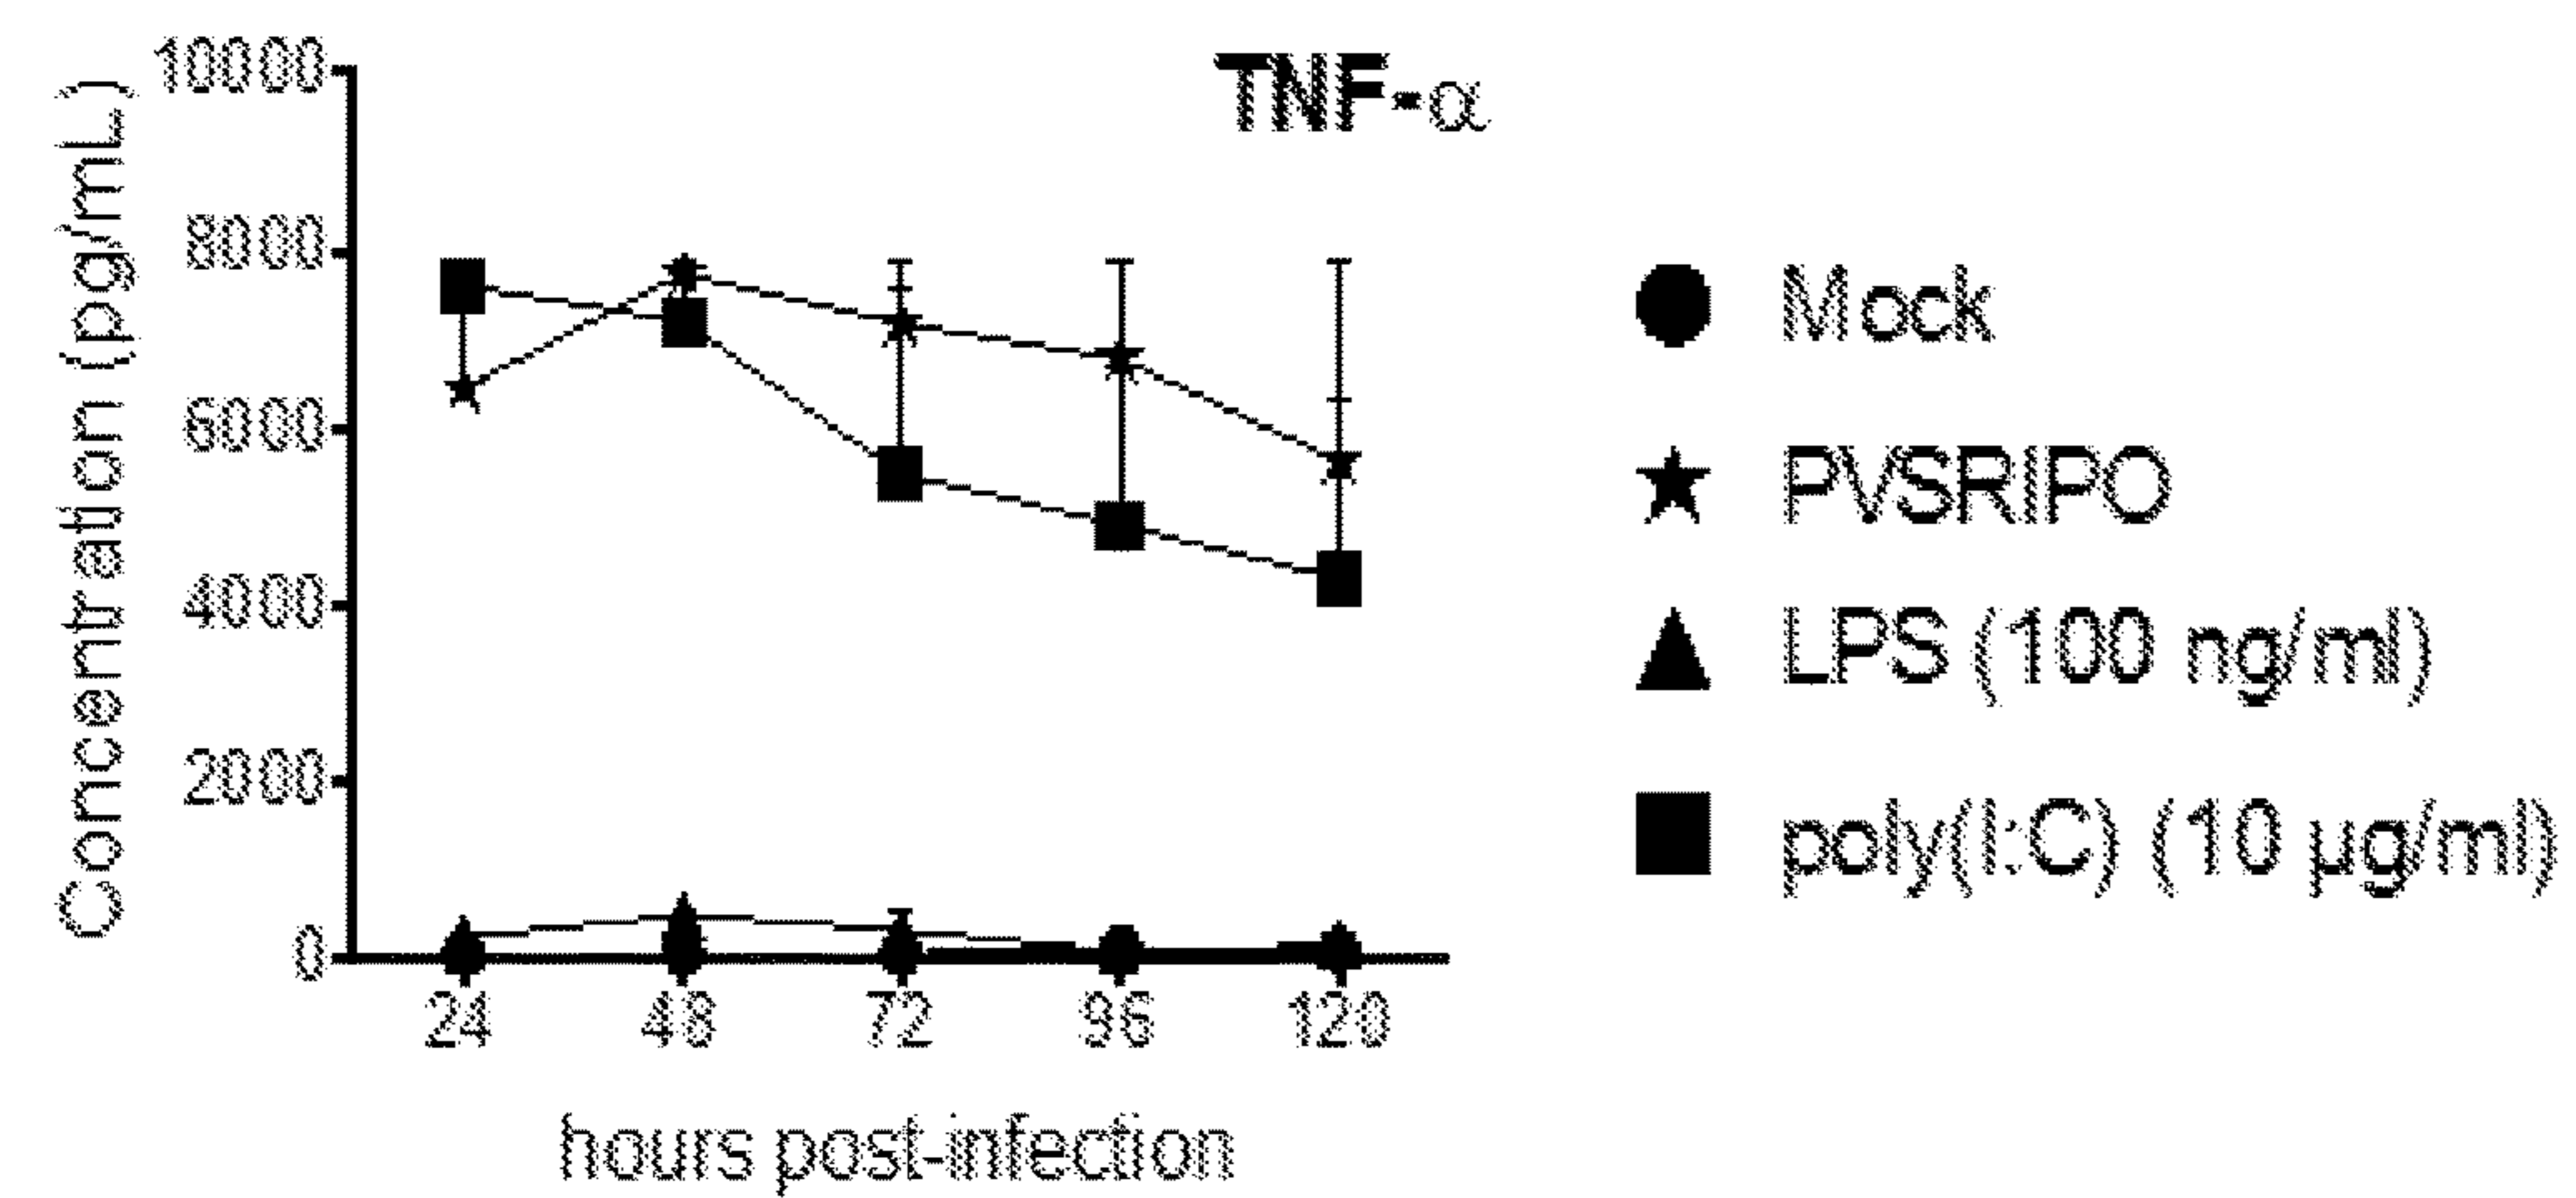 TNF-α
Concentration (pg/mL)
10000
8000
6000
4000
2000
0
24 48 72 96 120
hours post-infection
Mock
PVSRIPO
LPS (100 ng/ml)
poly(I:C) (10 µg/ml)